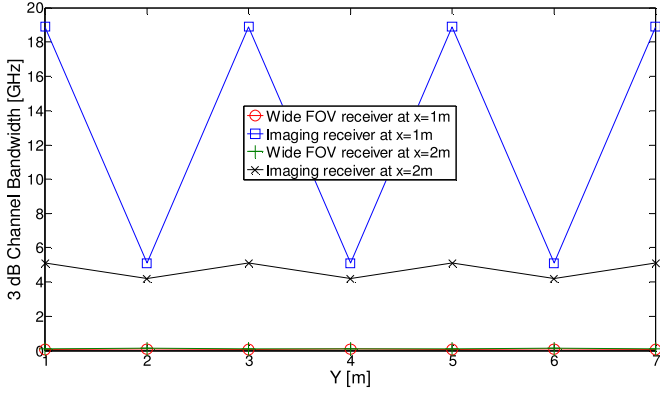 20
18
16
14
12
10
8
6
4
2
0
3 dB Channel Bandwidth [GHz]
Wide FOV receiver at x=1m
Imaging receiver at x=1m
Wide FOV receiver at x=2m
Imaging receiver at x=2m
1 2 3 4 5 6 7
Y [m]